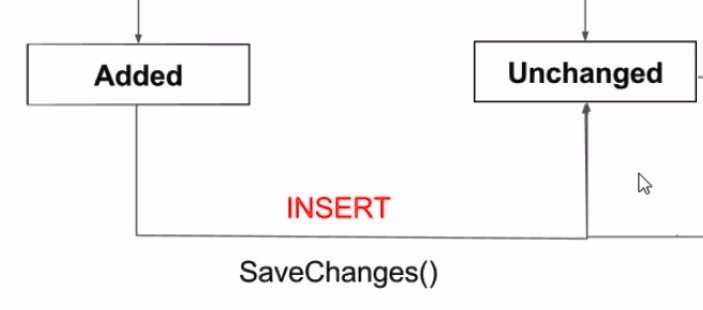 Added
Unchanged
INSERT
SaveChanges()